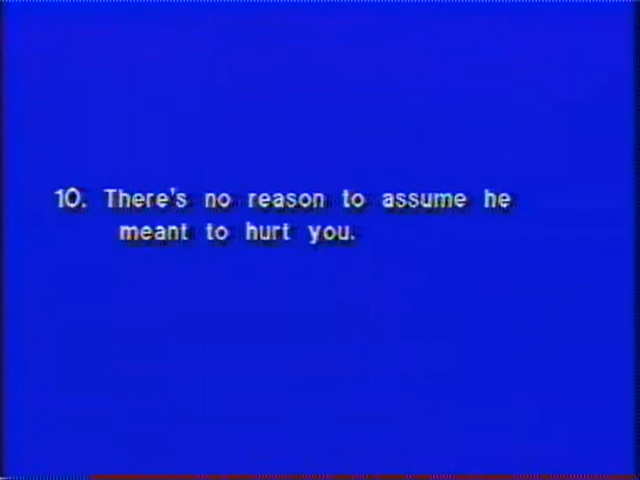 10. There's no reason to assume he
meant to hurt you.